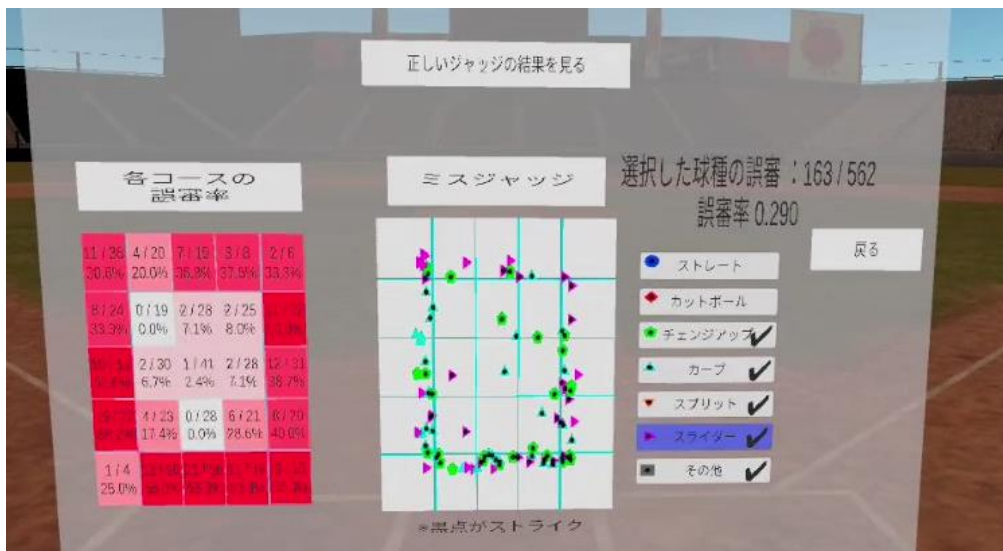 正しいジャッジの結果を見る
各コースの
誤審率
ミスジャッジ
選択した球種の誤審：163 / 562
誤審率 0.290
戻る
11 / 36 4 / 20 7 / 19 3 / 8 2 / 6
30.6% 20.0% 36.8% 37.5% 33.3%
8 / 24 0 / 19 2 / 28 2 / 25
33.3% 0.0% 7.1% 8.0%
2 / 30 1 / 41 2 / 28 12 / 31
6.7% 2.4% 7.1% 38.7%
4 / 23 0 / 28 6 / 21 8 / 20
17.4% 0.0% 28.6% 40.0%
1 / 4
25.0%
ストレート
カットボール
チェンジアップ
カーブ
スプリット
スライダー
その他
*黒点がストライク